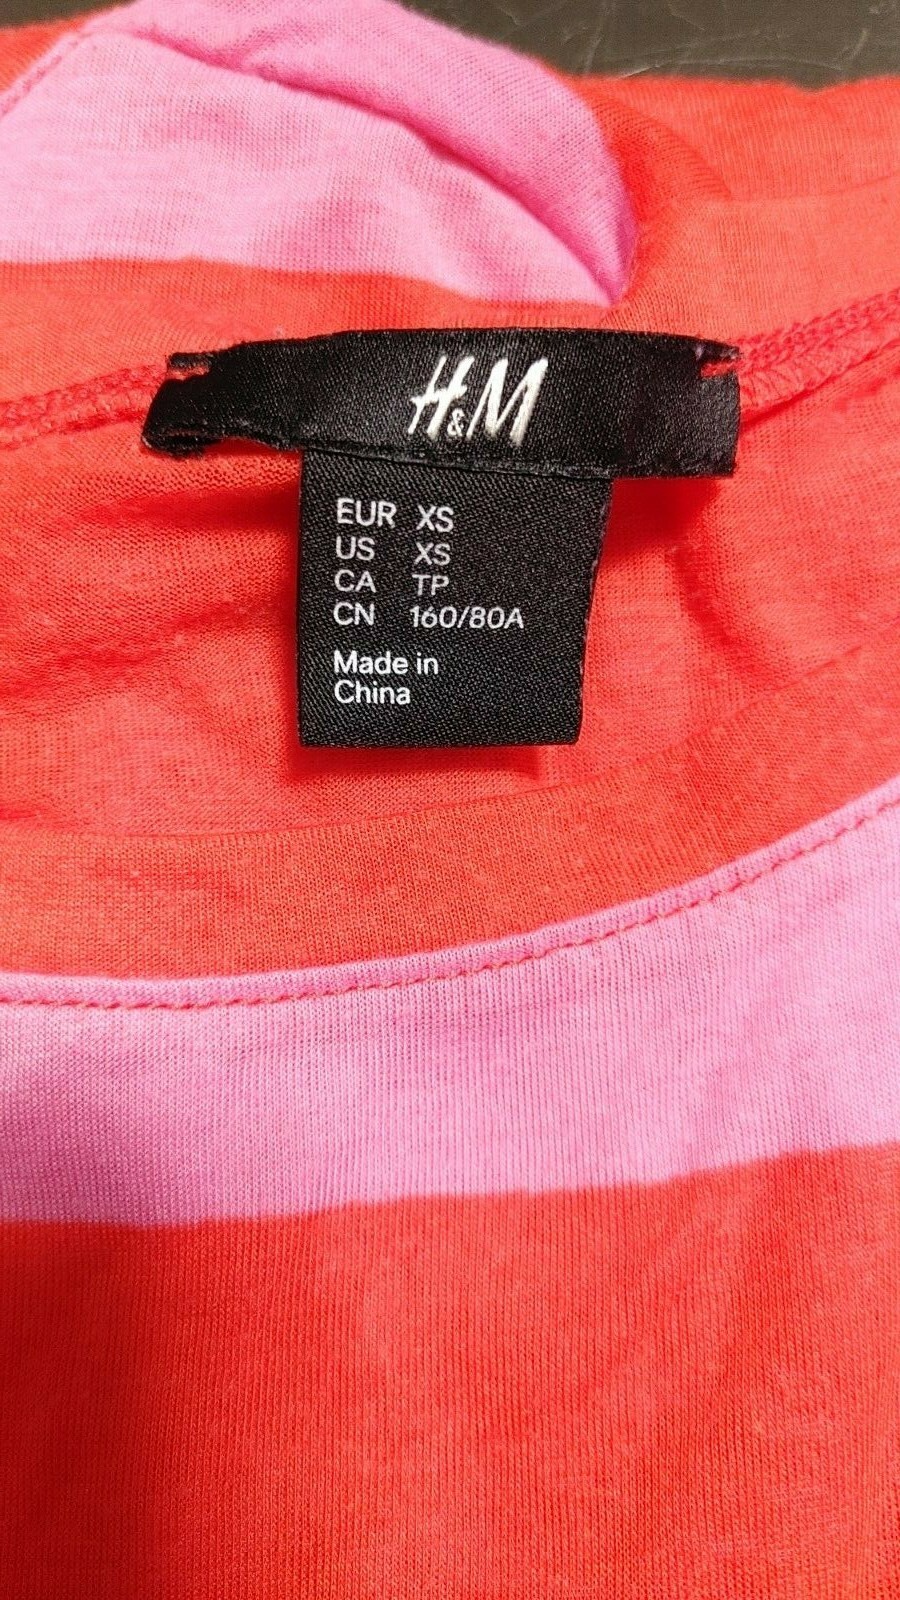 H&M
EUR XS
US XS
CA TP
CN 160/80A
Made in
China